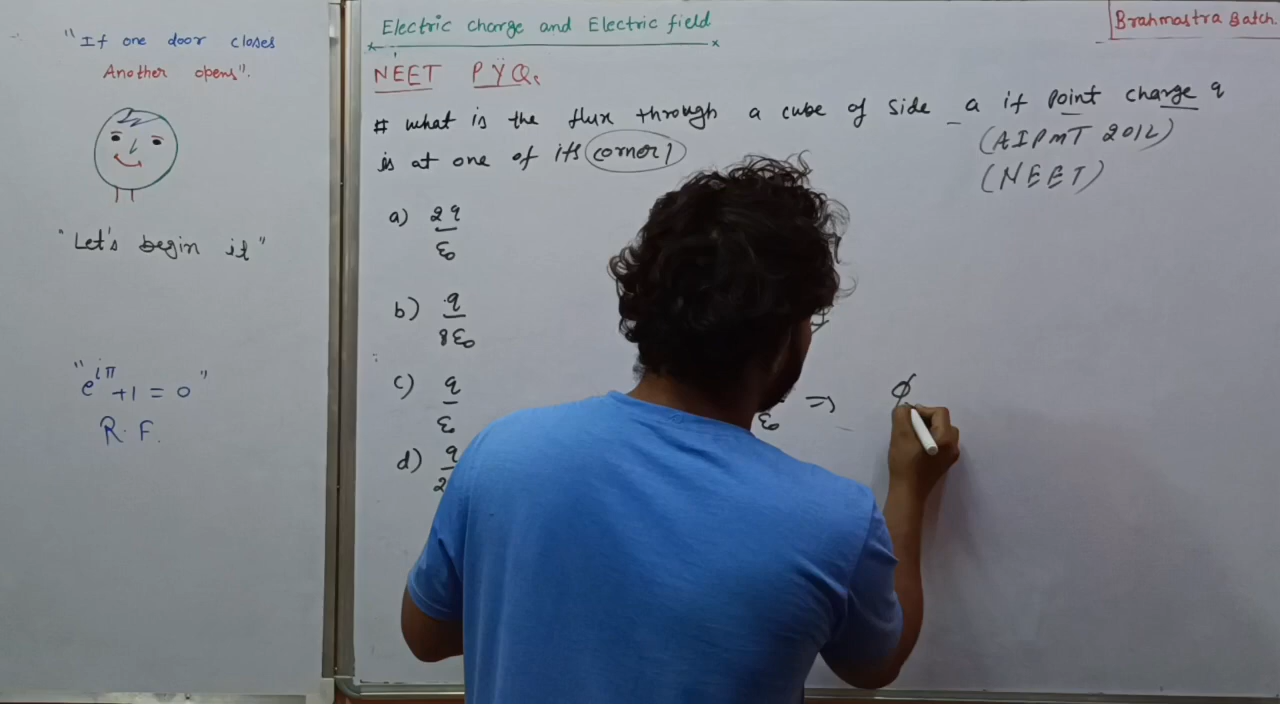 "If one door closes
Another opens".
"Let's begin it"
"e^iπ +1 = 0"
R. F.
Electric charge and Electric field
Brahmastra Batch
NEET PYQs
# what is the flux through a cube of side a if point charge q
is at one of its corner)
(AIPMT 2012)
(NEET)
a) 2q/ε₀
b) q/8ε₀
c) q/ε₀
d) q/2
ε₀ ⇒ ϕ